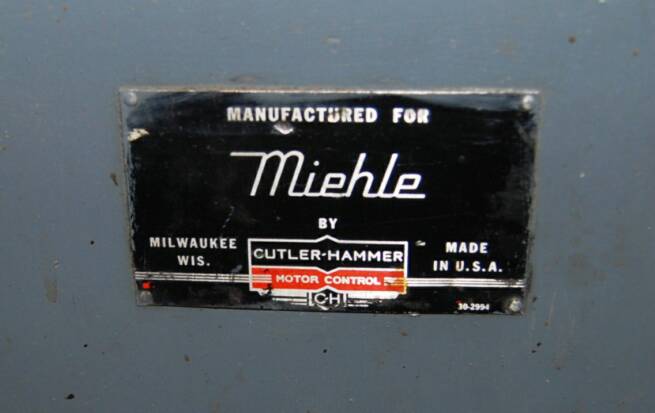 MANUFACTURED FOR
Miehle
BY
MILWAUKEE
WIS.
CUTLER-HAMMER
MOTOR CONTROL
C-H
MADE
IN U.S.A.
30-2994